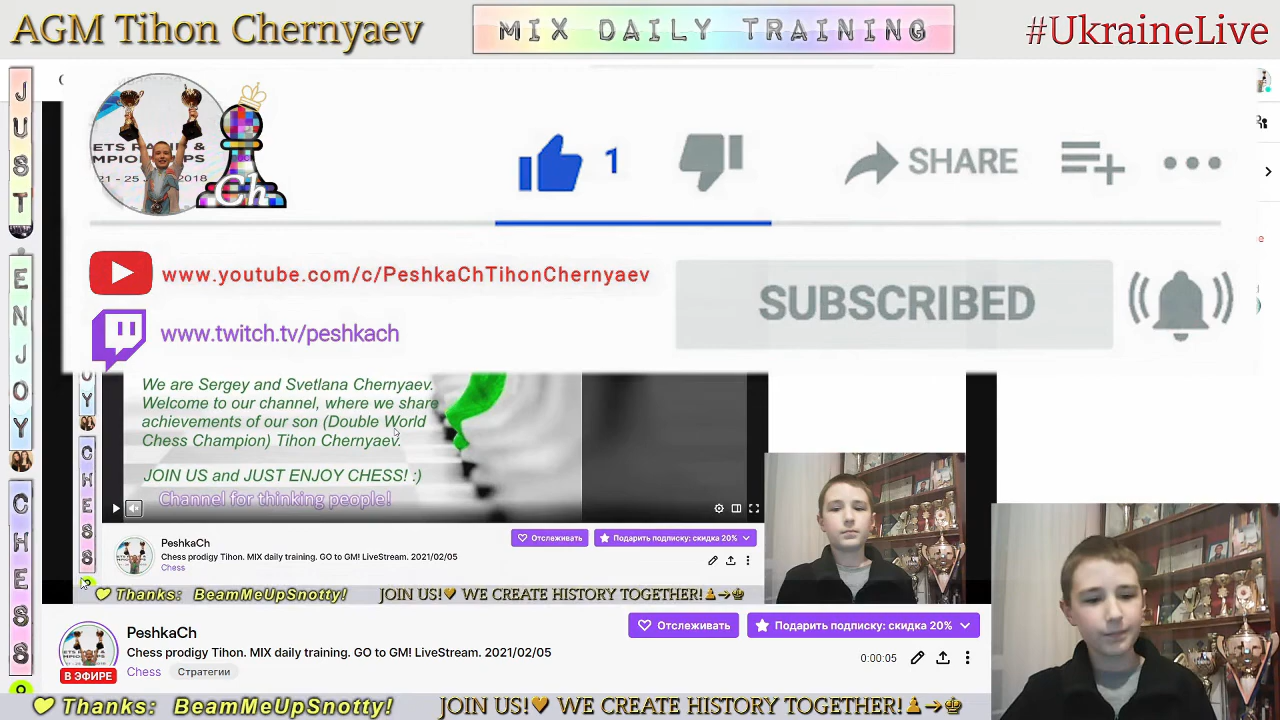 AGM Tihon Chernyaev
MIX DAILY TRAINING
#UkraineLive
JUST
ENJOY
CHESS
Ch
1
SHARE
www.youtube.com/c/PeshkaChTihonChernyaev
SUBSCRIBED
www.twitch.tv/peshkach
We are Sergey and Svetlana Chernyaev.
Welcome to our channel, where we share
achievements of our son (Double World
Chess Champion) Tihon Chernyaev.
JOIN US and JUST ENJOY CHESS! :)
Channel for thinking people!
CHESS
PeshkaCh
Отслеживать
Подарить подписку: скидка 20%
Chess prodigy Tihon. MIX daily training. GO to GM! LiveStream. 2021/02/05
Chess
Thanks: BeamMeUpSnotty!
JOIN US! WE CREATE HISTORY TOGETHER!
PeshkaCh
Отслеживать
Подарить подписку: скидка 20%
Chess prodigy Tihon. MIX daily training. GO to GM! LiveStream. 2021/02/05
0:00:05
В ЭФИРЕ
Chess
Стратегии
Thanks: BeamMeUpSnotty!
JOIN US! WE CREATE HISTORY TOGETHER!